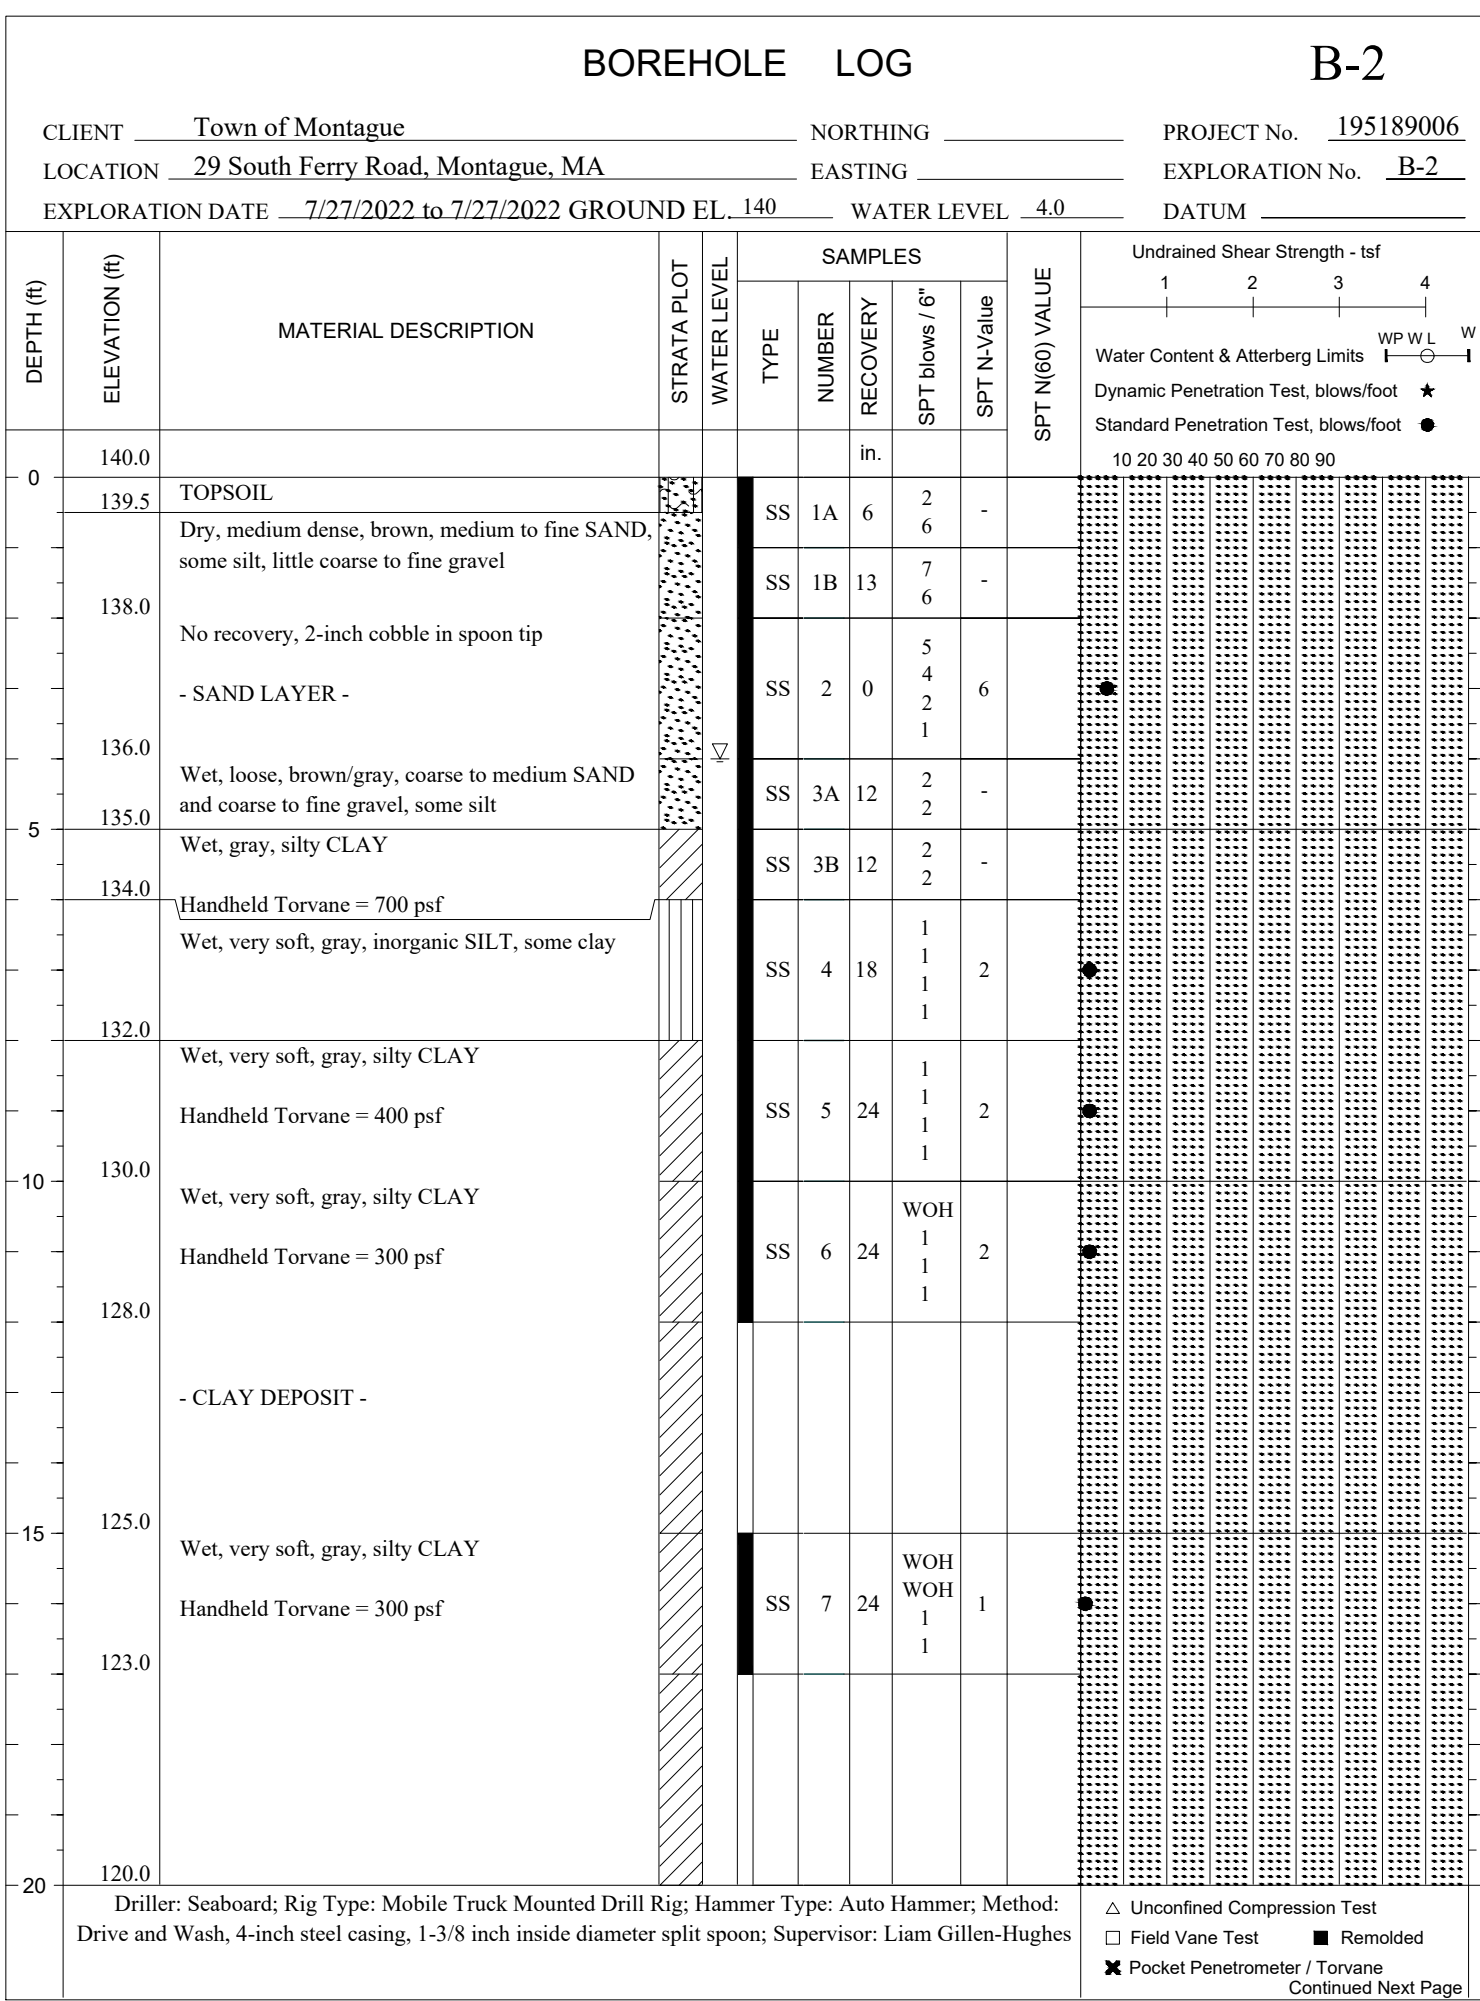 BOREHOLE LOG B-2
CLIENT Town of Montague NORTHING PROJECT No. 195189006
LOCATION 29 South Ferry Road, Montague, MA EASTING EXPLORATION No. B-2
EXPLORATION DATE 7/27/2022 to 7/27/2022 GROUND EL. 140 WATER LEVEL 4.0 DATUM
DEPTH (ft)
ELEVATION (ft)
MATERIAL DESCRIPTION
STRATA PLOT
WATER LEVEL
SAMPLES
TYPE
NUMBER
RECOVERY
SPT blows / 6"
SPT N-Value
SPT N(60) VALUE
Undrained Shear Strength - tsf
1 2 3 4
WP W L W
Water Content & Atterberg Limits
Dynamic Penetration Test, blows/foot
Standard Penetration Test, blows/foot
140.0 in.
10 20 30 40 50 60 70 80 90
0
139.5 TOPSOIL
SS 1A 6 2 -
6
Dry, medium dense, brown, medium to fine SAND,
some silt, little coarse to fine gravel
SS 1B 13 7 -
6
138.0
No recovery, 2-inch cobble in spoon tip
- SAND LAYER -
SS 2 0 5 6
4
2
1
136.0
Wet, loose, brown/gray, coarse to medium SAND
and coarse to fine gravel, some silt
SS 3A 12 2 -
2
135.0
5
Wet, gray, silty CLAY
SS 3B 12 2 -
2
134.0
Handheld Torvane = 700 psf
Wet, very soft, gray, inorganic SILT, some clay
SS 4 18 1 2
1
1
1
132.0
Wet, very soft, gray, silty CLAY
Handheld Torvane = 400 psf
SS 5 24 1 2
1
1
1
130.0
10
Wet, very soft, gray, silty CLAY
Handheld Torvane = 300 psf
SS 6 24 WOH 2
1
1
1
128.0
- CLAY DEPOSIT -
125.0
15
Wet, very soft, gray, silty CLAY
Handheld Torvane = 300 psf
SS 7 24 WOH 1
WOH
1
1
123.0
120.0
20
Driller: Seaboard; Rig Type: Mobile Truck Mounted Drill Rig; Hammer Type: Auto Hammer; Method:
Drive and Wash, 4-inch steel casing, 1-3/8 inch inside diameter split spoon; Supervisor: Liam Gillen-Hughes
Unconfined Compression Test
Field Vane Test Remolded
Pocket Penetrometer / Torvane
Continued Next Page